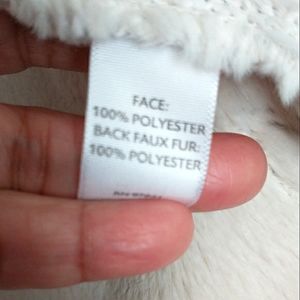 FACE:
100% POLYESTER
BACK FAUX FUR:
100% POLYESTER